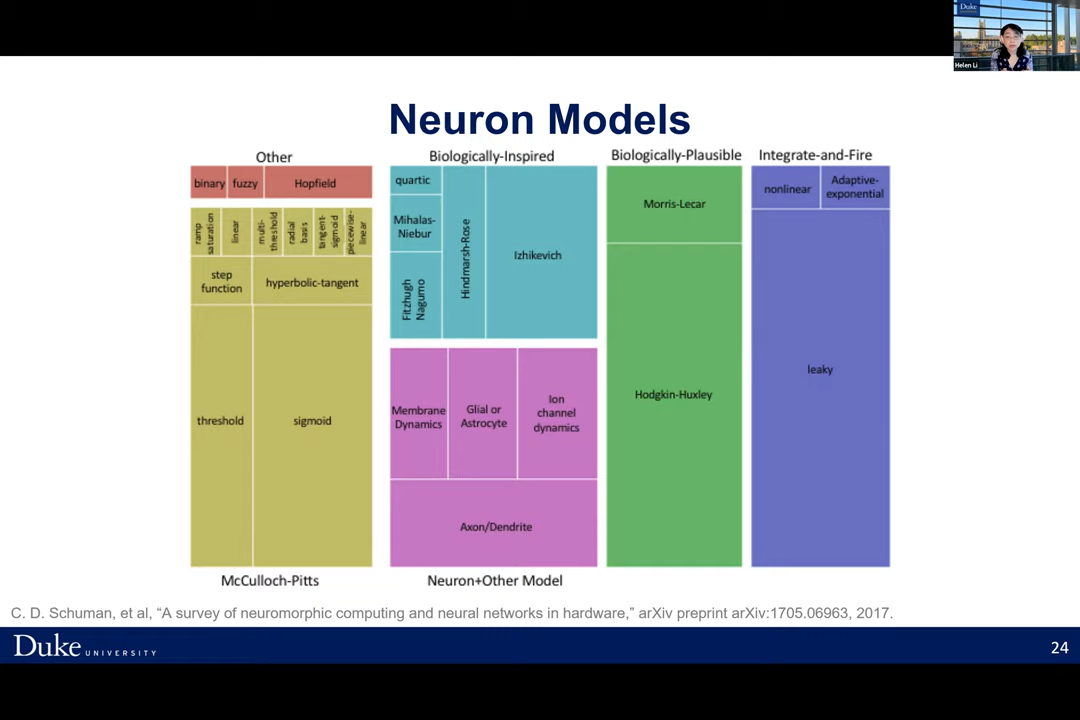 Duke
Helen Li
Neuron Models
Other
binary
fuzzy
Hopfield
ramp
saturation
linear
multi-
threshold
radial
basis
tangent-
sigmoid
piecewise-
linear
step
function
hyperbolic-tangent
threshold
sigmoid
McCulloch-Pitts
Biologically-Inspired
quartic
Mihalas-
Niebur
Fitzhugh
Nagumo
Hindmarsh-Rose
Izhikevich
Membrane
Dynamics
Glial or
Astrocyte
Ion
channel
dynamics
Axon/Dendrite
Neuron+Other Model
Biologically-Plausible
Morris-Lecar
Hodgkin-Huxley
Integrate-and-Fire
nonlinear
Adaptive-
exponential
leaky
C. D. Schuman, et al, “A survey of neuromorphic computing and neural networks in hardware,” arXiv preprint arXiv:1705.06963, 2017.
Duke UNIVERSITY
24